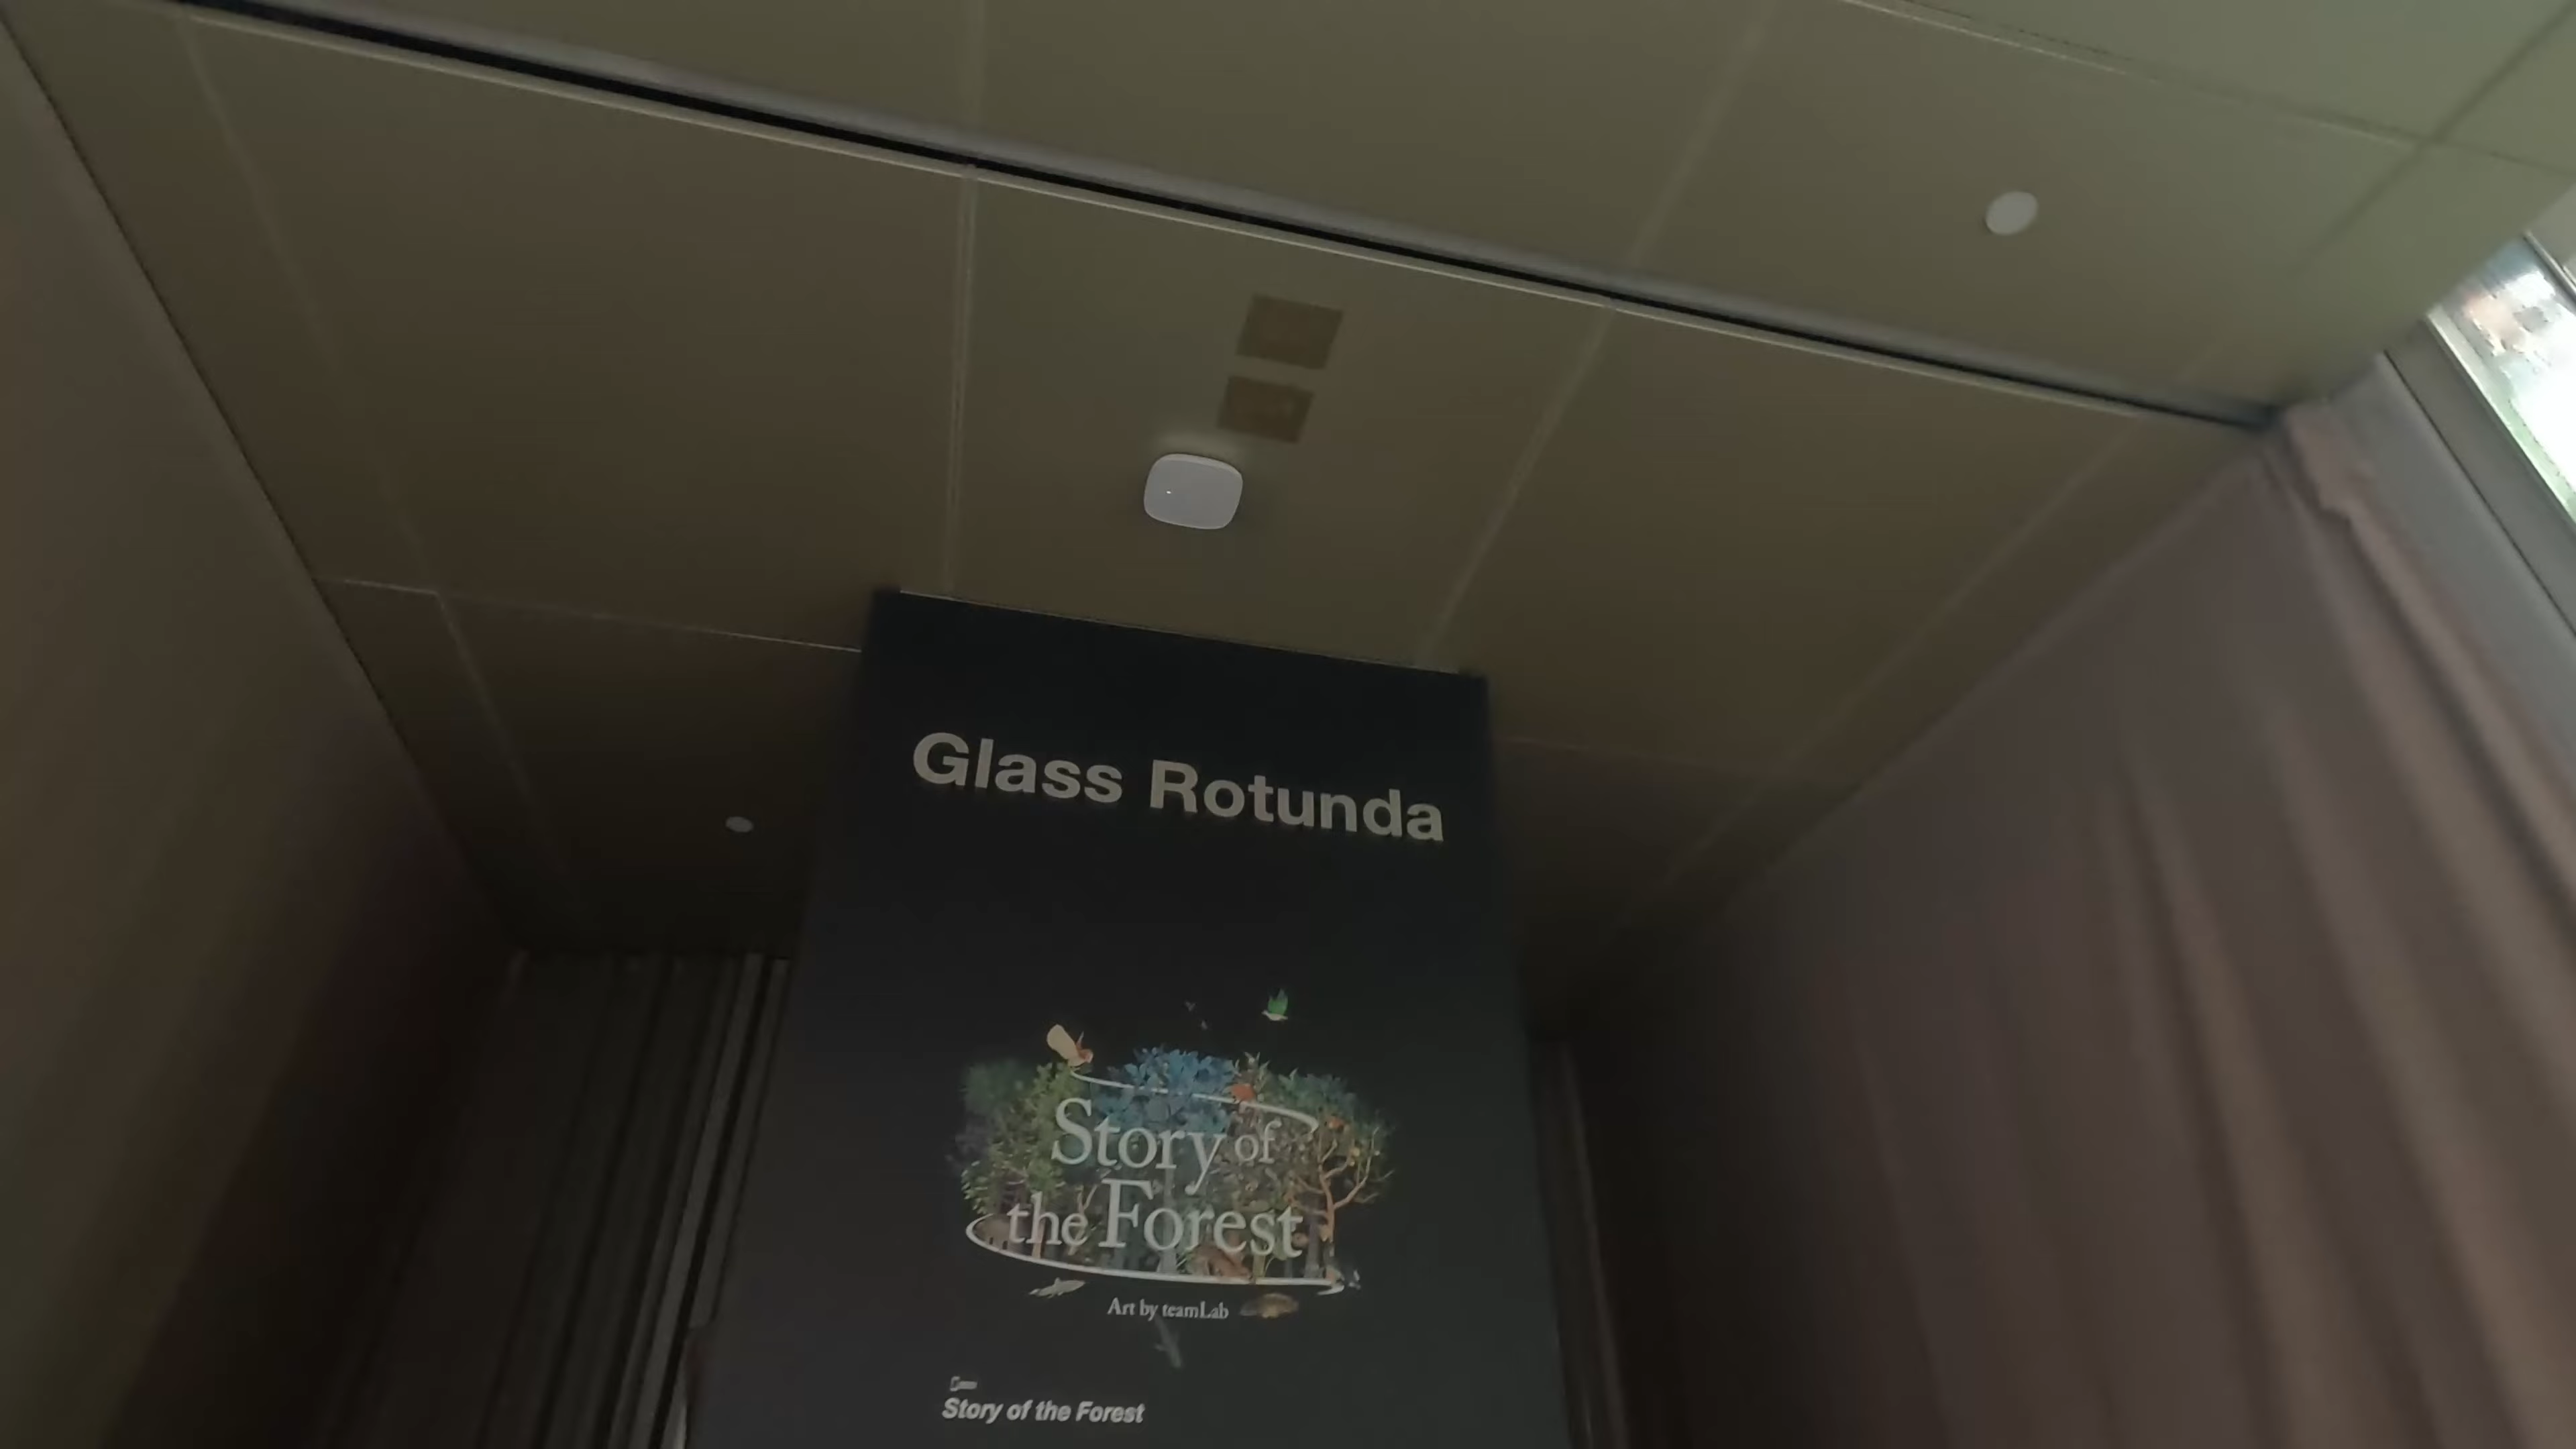 Glass Rotunda
Story of
the Forest
Art by teamLab
Story of the Forest